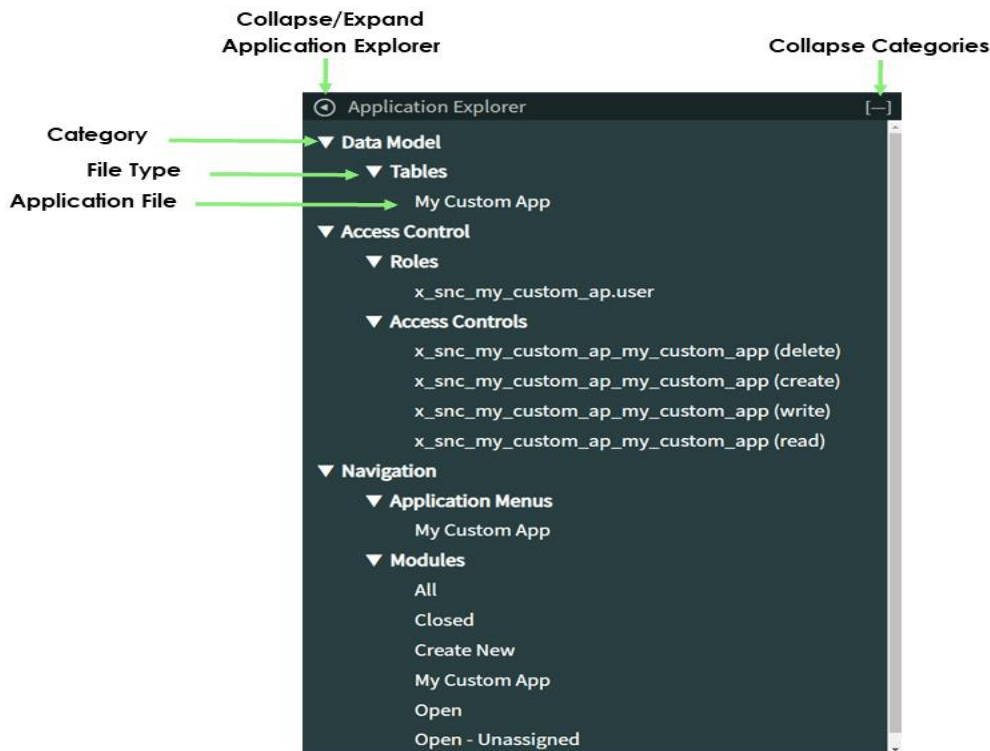 Collapse/Expand
Application Explorer
Collapse Categories
Application Explorer
[—]
Category
Data Model
File Type
Tables
Application File
My Custom App
Access Control
Roles
x_snc_my_custom_ap.user
Access Controls
x_snc_my_custom_ap_my_custom_app (delete)
x_snc_my_custom_ap_my_custom_app (create)
x_snc_my_custom_ap_my_custom_app (write)
x_snc_my_custom_ap_my_custom_app (read)
Navigation
Application Menus
My Custom App
Modules
All
Closed
Create New
My Custom App
Open
Open - Unassigned